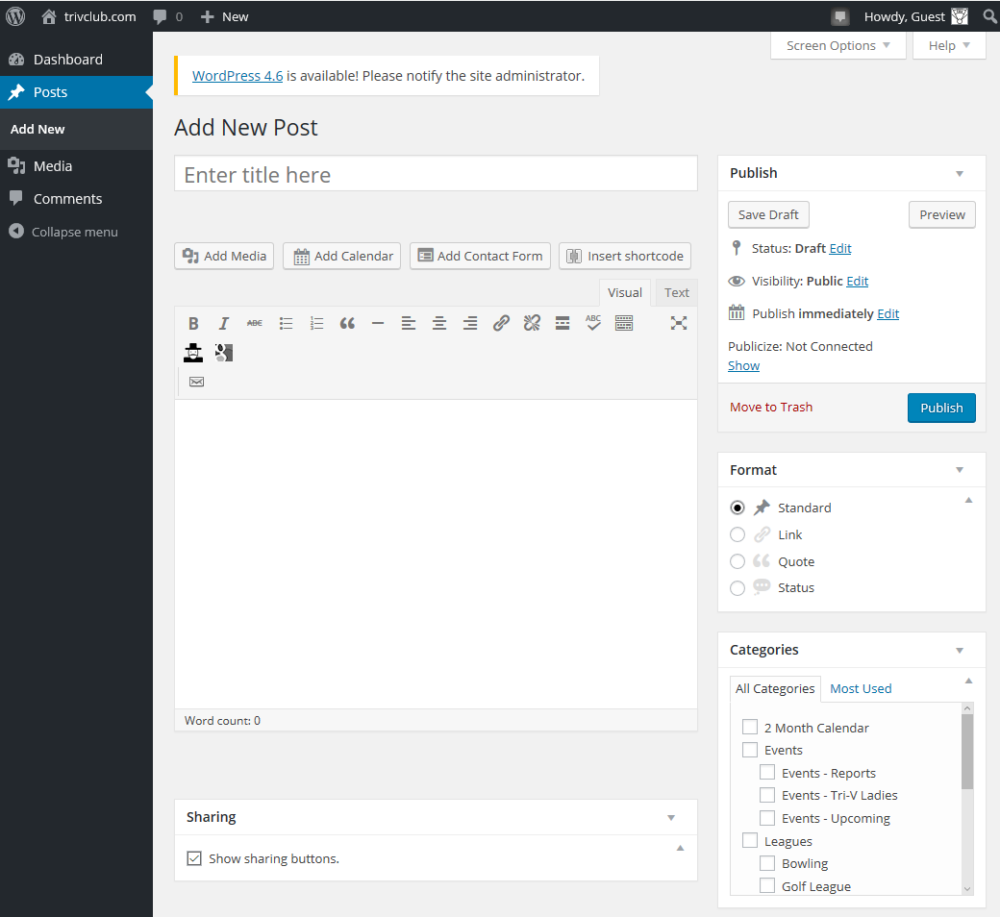 trivclub.com 0 New Howdy, Guest
Screen Options Help
Dashboard
Posts
Add New
Media
Comments
Collapse menu
WordPress 4.6 is available! Please notify the site administrator.
Add New Post
Enter title here
Add Media Add Calendar Add Contact Form Insert shortcode
Visual Text
B I ABC ABC
Word count: 0
Sharing
Show sharing buttons.
Publish
Save Draft Preview
Status: Draft Edit
Visibility: Public Edit
Publish immediately Edit
Publicize: Not Connected
Show
Move to Trash Publish
Format
Standard
Link
Quote
Status
Categories
All Categories Most Used
2 Month Calendar
Events
Events - Reports
Events - Tri-V Ladies
Events - Upcoming
Leagues
Bowling
Golf League